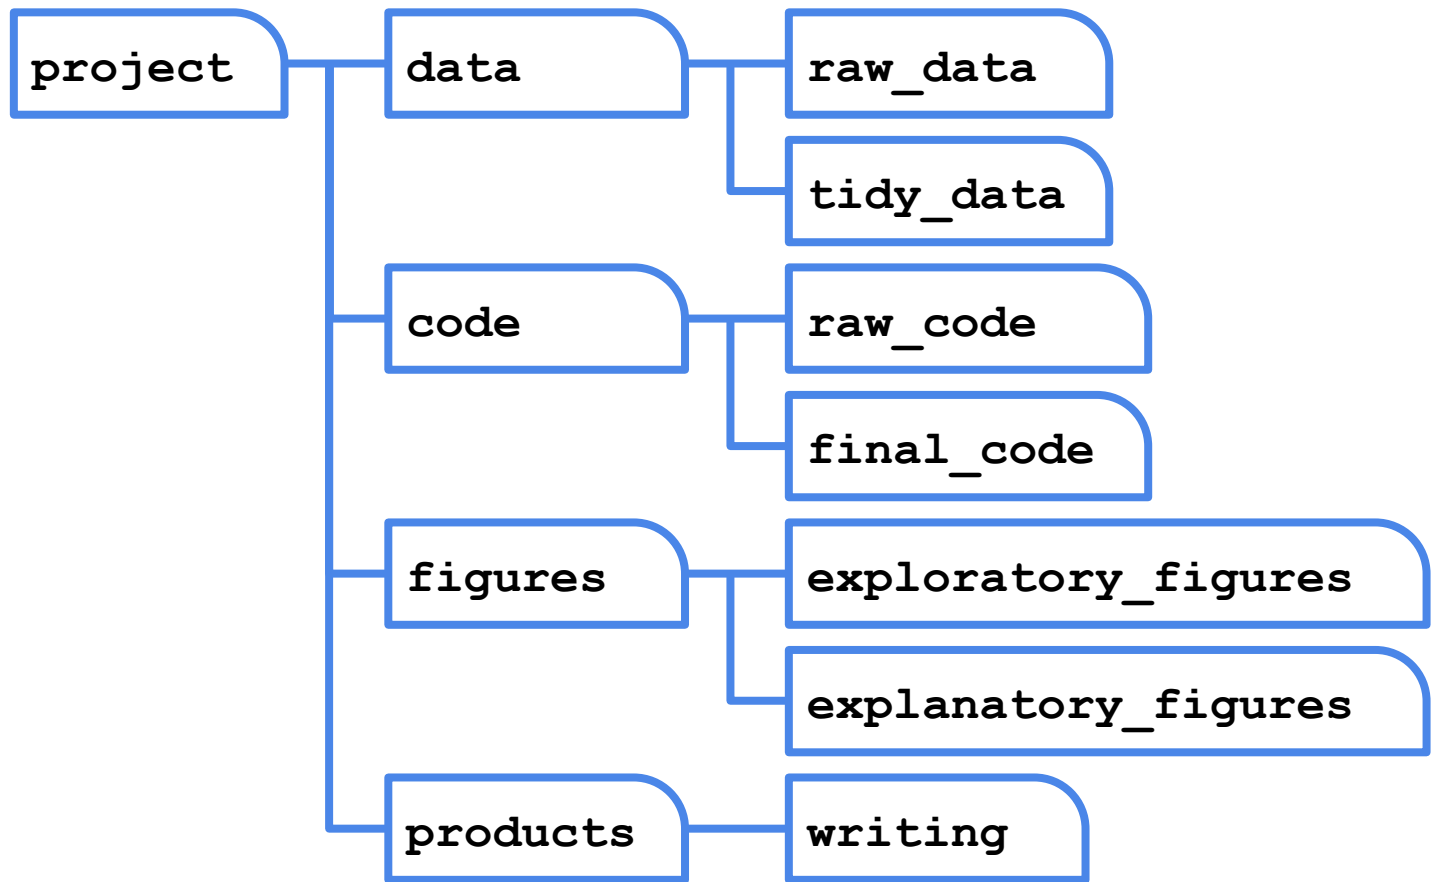 project
data
raw_data
tidy_data
code
raw_code
final_code
figures
exploratory_figures
explanatory_figures
products
writing